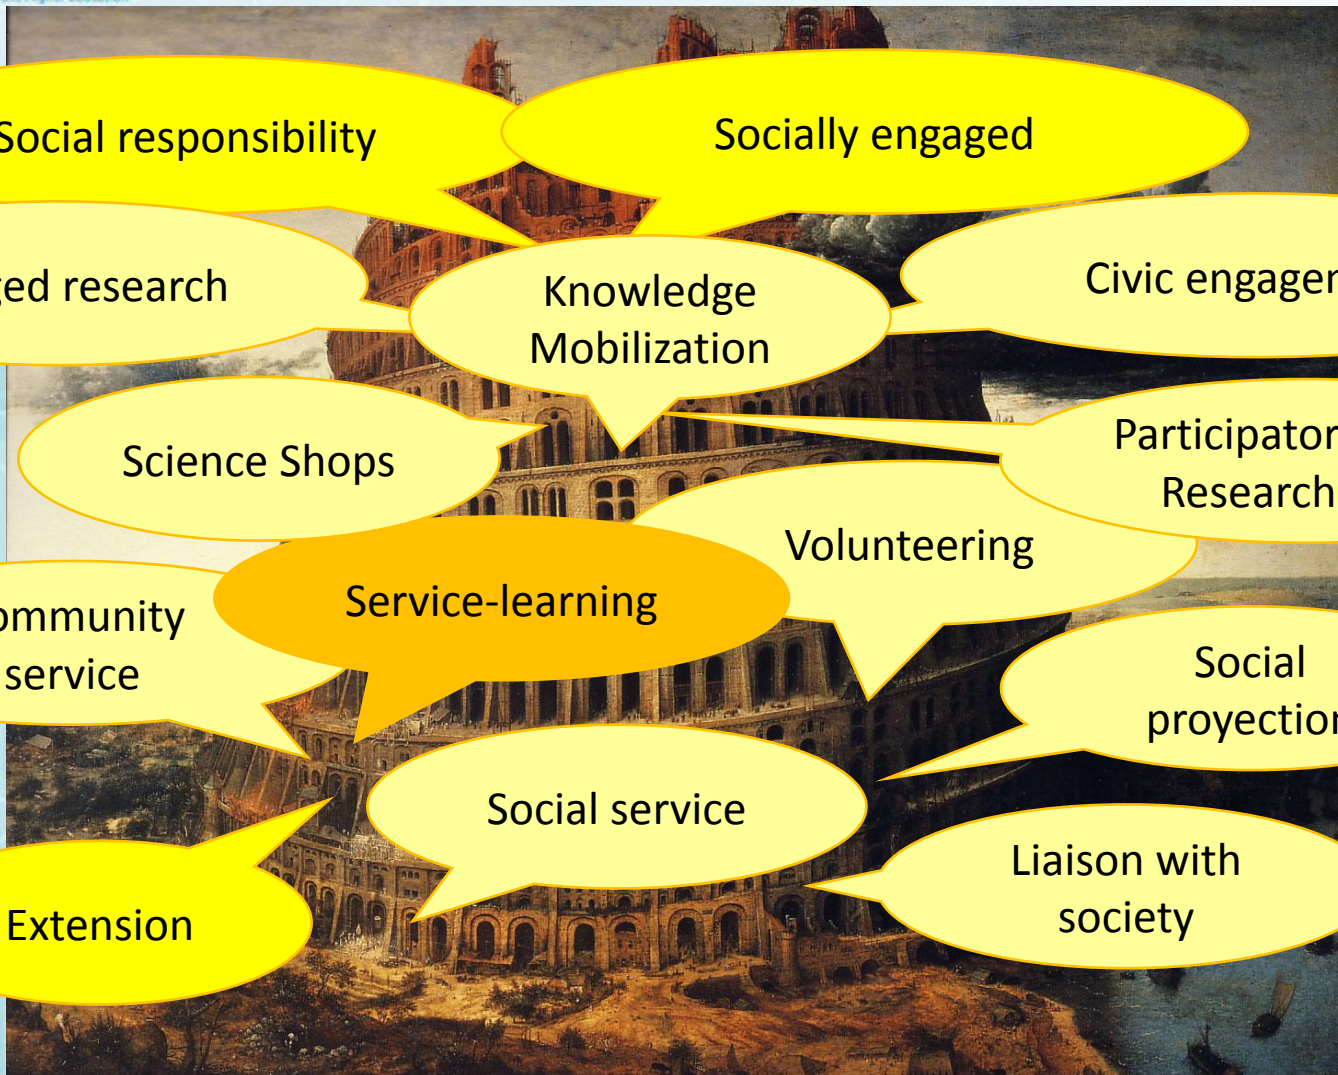 Social responsibility
Socially engaged
ged research
Knowledge
Mobilization
Civic engagem
Science Shops
Participator
Research
Volunteering
Service-learning
ommunity
service
Social
proyection
Social service
Liaison with
society
Extension